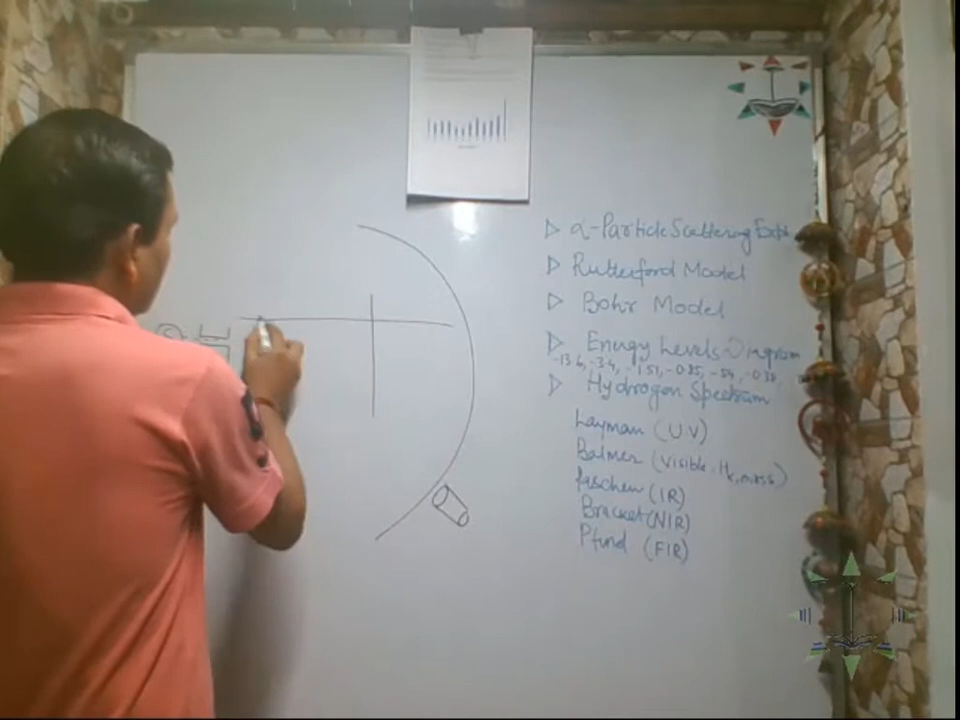 ▷ α-Particle Scattering Expt
▷ Rutterford Model
▷ Bohr Model
▷ Energy Levels-Diagram
-13.6, -3.4, -1.51, -0.85, -.54, -0.38
▷ Hydrogen Spectrum
Layman (U.V)
Balmer (Visible,
Paschen (IR)
Bracket (NIR)
Pfund (FIR)